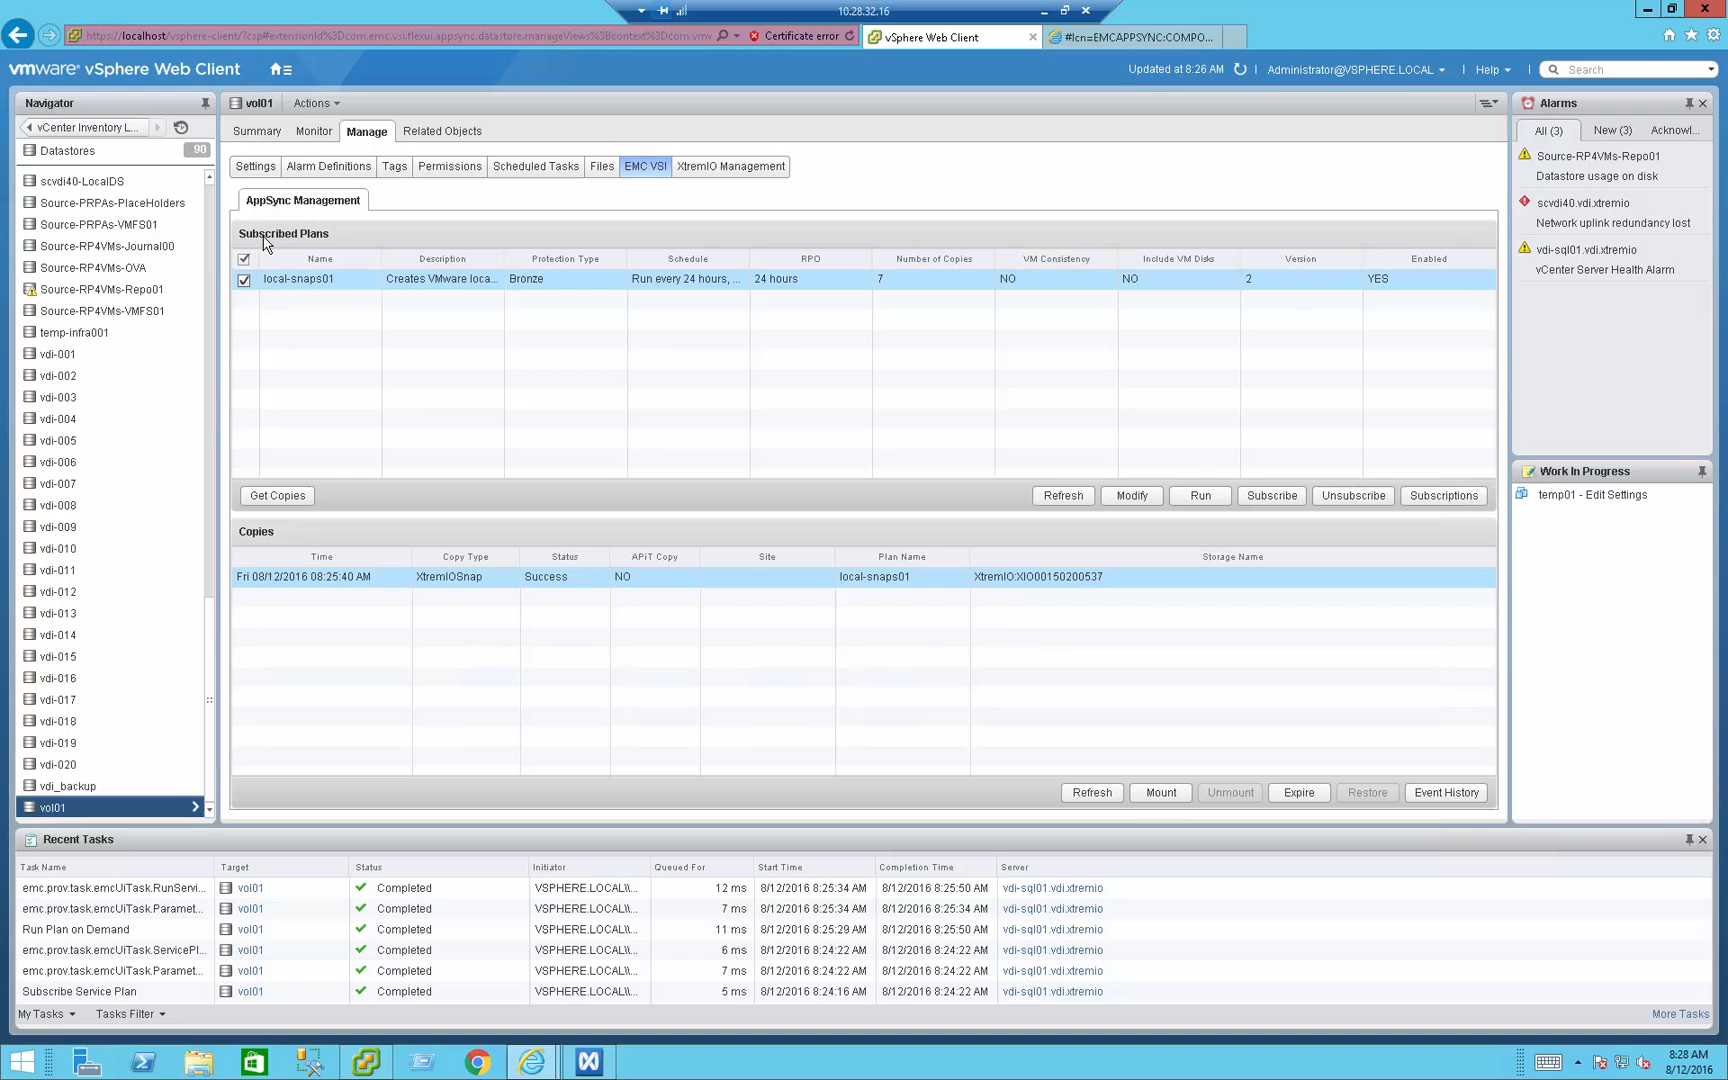 10.28.32.16
https://localhost/vsphere-client/?csp#extensionId%3Dcom.emc.vsi.flexui.appsync.datastore.manageViews%3Bcontext%3Dcom.vmv
Certificate error
vSphere Web Client
#lcn=EMCAPPSYNC:COMPO...
vmware vSphere Web Client
Updated at 8:26 AM
Administrator@VSPHERE.LOCAL
Help
Search
Navigator
vol01
Actions
Alarms
vCenter Inventory L...
Summary
Monitor
Manage
Related Objects
All (3)
New (3)
Acknowl...
Datastores
90
Settings
Alarm Definitions
Tags
Permissions
Scheduled Tasks
Files
EMC VSI
XtremIO Management
Source-RP4VMs-Repo01
Datastore usage on disk
scvdi40.vdi.xtremio
Network uplink redundancy lost
vdi-sql01.vdi.xtremio
vCenter Server Health Alarm
scvdi40-LocalDS
Source-PRPAs-PlaceHolders
Source-PRPAs-VMFS01
Source-RP4VMs-Journal00
Source-RP4VMs-OVA
Source-RP4VMs-Repo01
Source-RP4VMs-VMFS01
temp-infra001
vdi-001
vdi-002
vdi-003
vdi-004
vdi-005
vdi-006
vdi-007
vdi-008
vdi-009
vdi-010
vdi-011
vdi-012
vdi-013
vdi-014
vdi-015
vdi-016
vdi-017
vdi-018
vdi-019
vdi-020
vdi_backup
vol01
AppSync Management
Subscribed Plans
Name Description Protection Type Schedule RPO Number of Copies VM Consistency Include VM Disks Version Enabled
local-snaps01 Creates VMware loca... Bronze Run every 24 hours, ... 24 hours 7 NO NO 2 YES
Get Copies
Refresh
Modify
Run
Subscribe
Unsubscribe
Subscriptions
Work In Progress
temp01 - Edit Settings
Copies
Time Copy Type Status APiT Copy Site Plan Name Storage Name
Fri 08/12/2016 08:25:40 AM XtremIOSnap Success NO local-snaps01 XtremIO:XIO00150200537
Refresh
Mount
Unmount
Expire
Restore
Event History
Recent Tasks
Task Name Target Status Initiator Queued For Start Time Completion Time Server
emc.prov.task.emcUiTask.RunServi... vol01 Completed VSPHERE.LOCAL\\... 12 ms 8/12/2016 8:25:34 AM 8/12/2016 8:25:50 AM vdi-sql01.vdi.xtremio
emc.prov.task.emcUiTask.Paramet... vol01 Completed VSPHERE.LOCAL\\... 7 ms 8/12/2016 8:25:34 AM 8/12/2016 8:25:34 AM vdi-sql01.vdi.xtremio
Run Plan on Demand vol01 Completed VSPHERE.LOCAL\\... 11 ms 8/12/2016 8:25:29 AM 8/12/2016 8:25:50 AM vdi-sql01.vdi.xtremio
emc.prov.task.emcUiTask.ServicePl... vol01 Completed VSPHERE.LOCAL\\... 6 ms 8/12/2016 8:24:22 AM 8/12/2016 8:24:22 AM vdi-sql01.vdi.xtremio
emc.prov.task.emcUiTask.Paramet... vol01 Completed VSPHERE.LOCAL\\... 7 ms 8/12/2016 8:24:22 AM 8/12/2016 8:24:22 AM vdi-sql01.vdi.xtremio
Subscribe Service Plan vol01 Completed VSPHERE.LOCAL\\... 5 ms 8/12/2016 8:24:16 AM 8/12/2016 8:24:22 AM vdi-sql01.vdi.xtremio
My Tasks
Tasks Filter
More Tasks
8:28 AM
8/12/2016